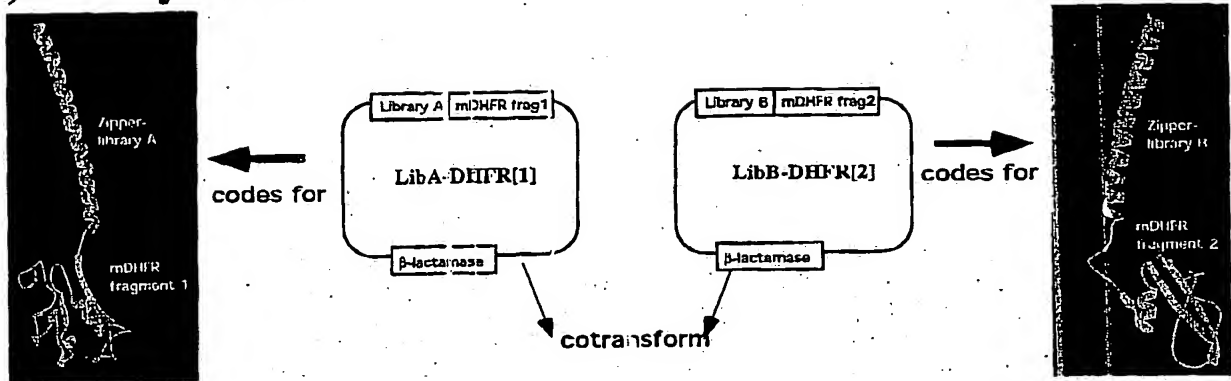 Zipper-
library A
mDHFR
fragment 1
codes for
Library A mDHFR frag1
LibA-DHFR[1]
β-lactamase
cotransform
Library B mDHFR frag2
LibB-DHFR[2]
β-lactamase
codes for
Zipper-
library B
mDHFR
fragment 2